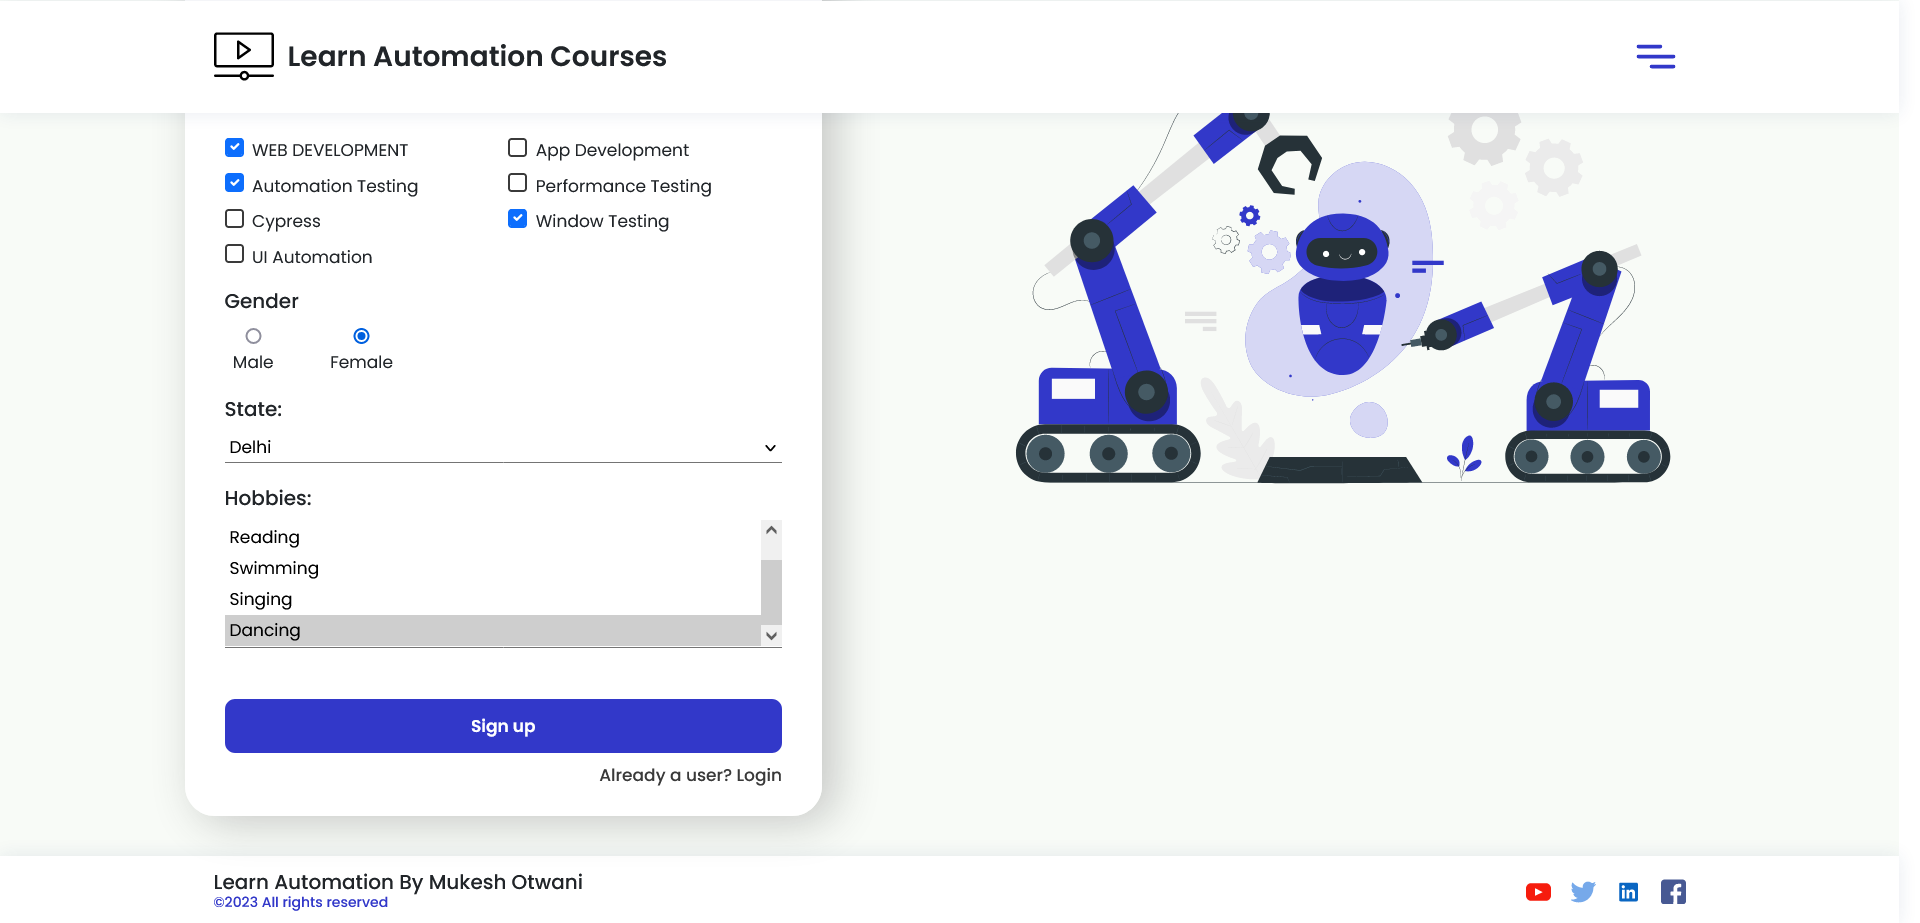 Learn Automation Courses
WEB DEVELOPMENT
App Development
Automation Testing
Performance Testing
Cypress
Window Testing
UI Automation
Gender
Male
Female
State:
Delhi
Hobbies:
Reading
Swimming
Singing
Dancing
Sign up
Already a user? Login
Learn Automation By Mukesh Otwani
©2023 All rights reserved